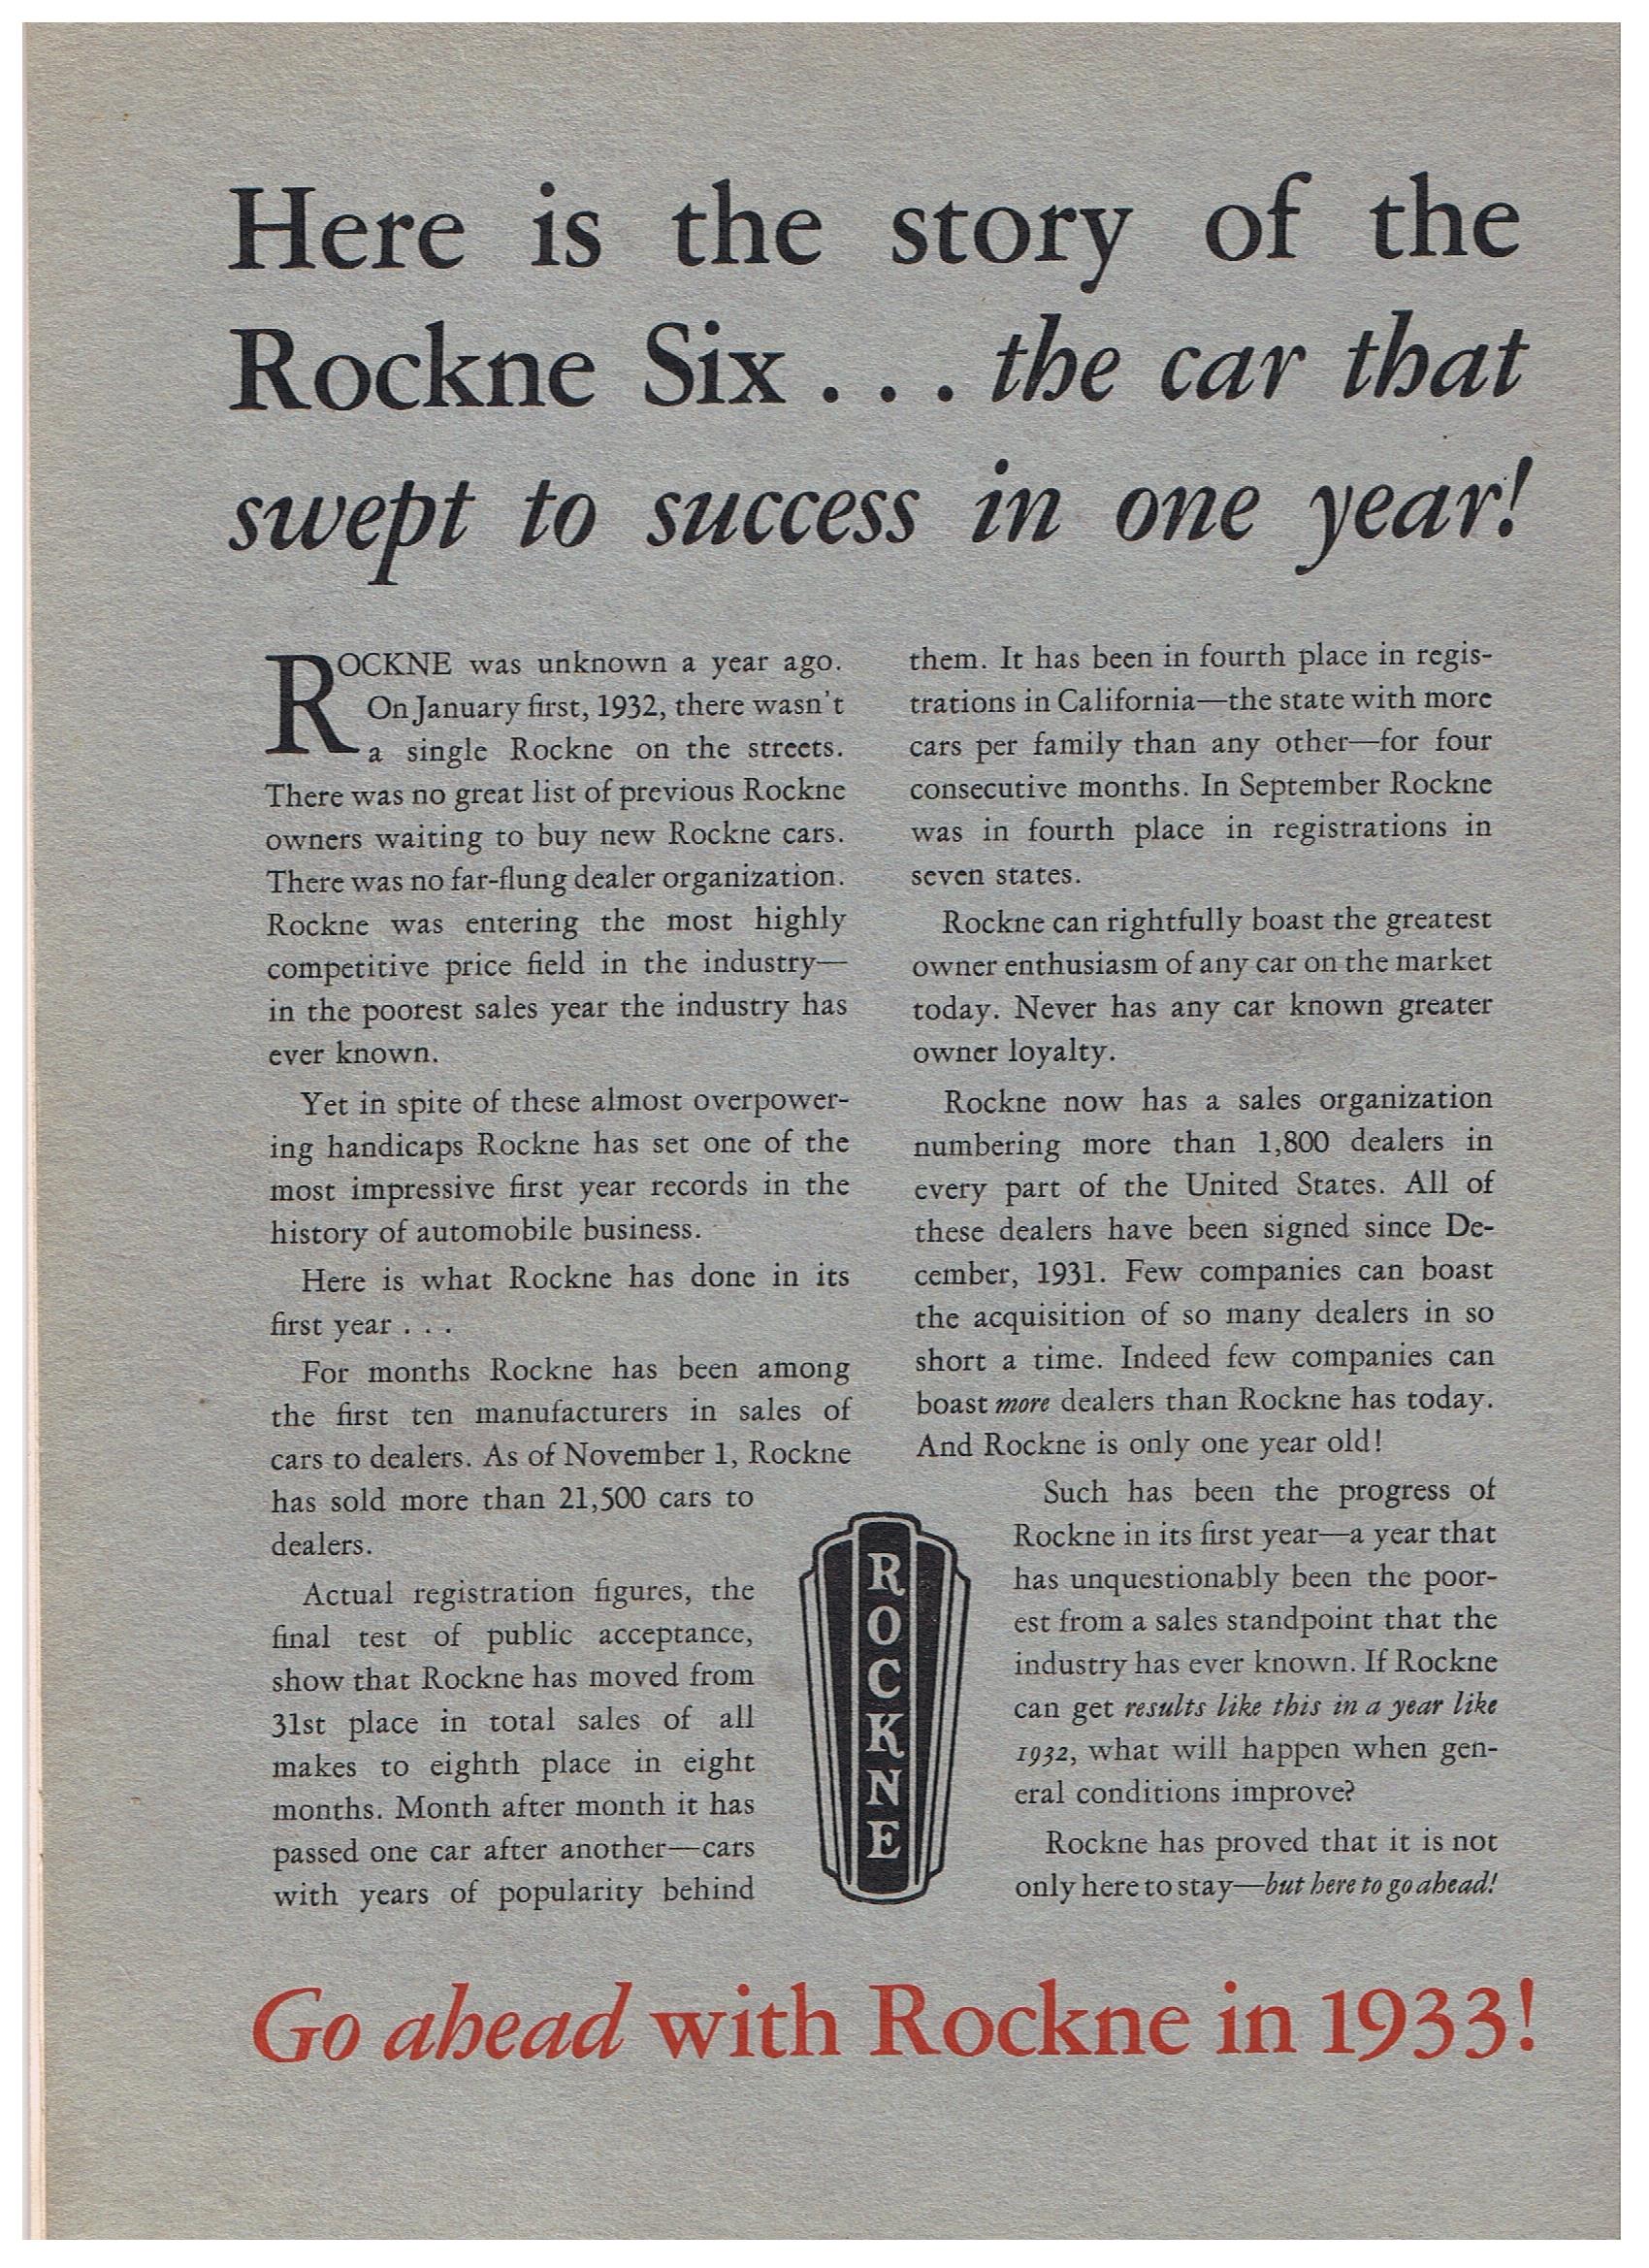 Here is the story of the
Rockne Six . . . the car that
swept to success in one year!
ROCKNE was unknown a year ago.
On January first, 1932, there wasn't
a single Rockne on the streets.
There was no great list of previous Rockne
owners waiting to buy new Rockne cars.
There was no far-flung dealer organization.
Rockne was entering the most highly
competitive price field in the industry—
in the poorest sales year the industry has
ever known.
Yet in spite of these almost overpower-
ing handicaps Rockne has set one of the
most impressive first year records in the
history of automobile business.
Here is what Rockne has done in its
first year . . .
For months Rockne has been among
the first ten manufacturers in sales of
cars to dealers. As of November 1, Rockne
has sold more than 21,500 cars to
dealers.
Actual registration figures, the
final test of public acceptance,
show that Rockne has moved from
31st place in total sales of all
makes to eighth place in eight
months. Month after month it has
passed one car after another—cars
with years of popularity behind
them. It has been in fourth place in regis-
trations in California—the state with more
cars per family than any other—for four
consecutive months. In September Rockne
was in fourth place in registrations in
seven states.
Rockne can rightfully boast the greatest
owner enthusiasm of any car on the market
today. Never has any car known greater
owner loyalty.
Rockne now has a sales organization
numbering more than 1,800 dealers in
every part of the United States. All of
these dealers have been signed since De-
cember, 1931. Few companies can boast
the acquisition of so many dealers in so
short a time. Indeed few companies can
boast more dealers than Rockne has today.
And Rockne is only one year old!
Such has been the progress of
Rockne in its first year—a year that
has unquestionably been the poor-
est from a sales standpoint that the
industry has ever known. If Rockne
can get results like this in a year like
1932, what will happen when gen-
eral conditions improve?
Rockne has proved that it is not
only here to stay—but here to go ahead!
ROCKNE
Go ahead with Rockne in 1933!